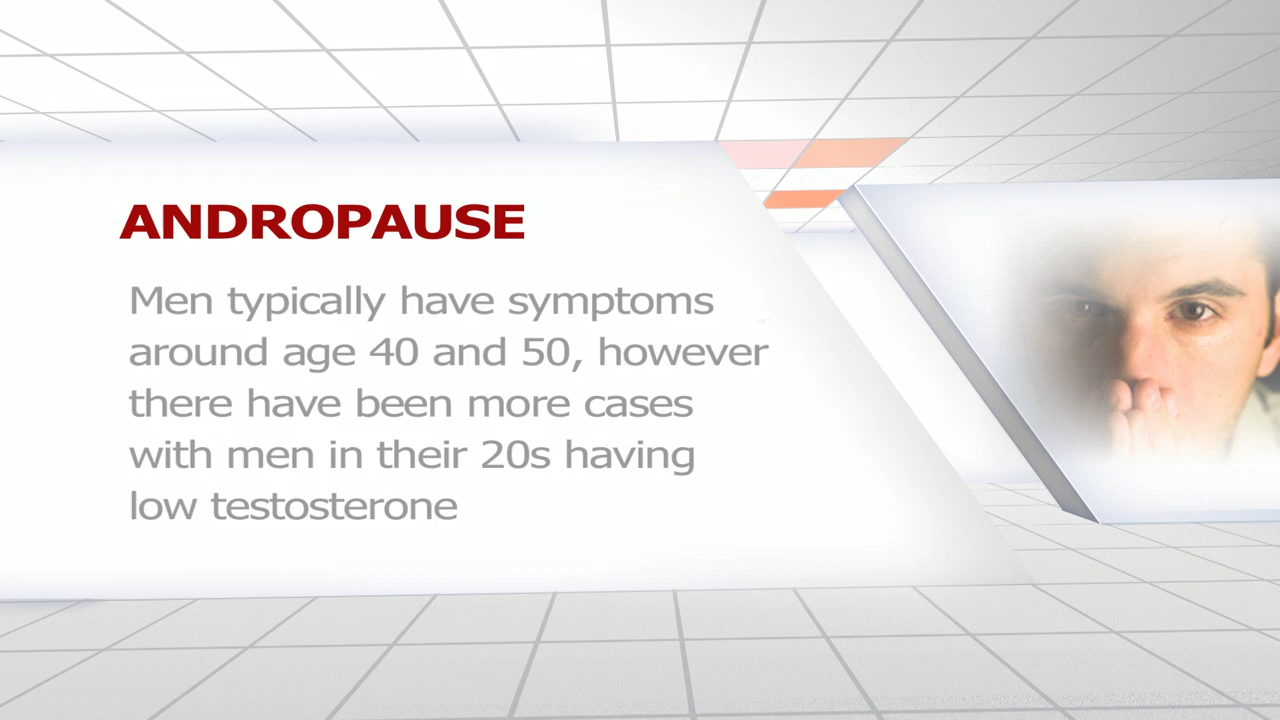 ANDROPAUSE
Men typically have symptoms
around age 40 and 50, however
there have been more cases
with men in their 20s having
low testosterone